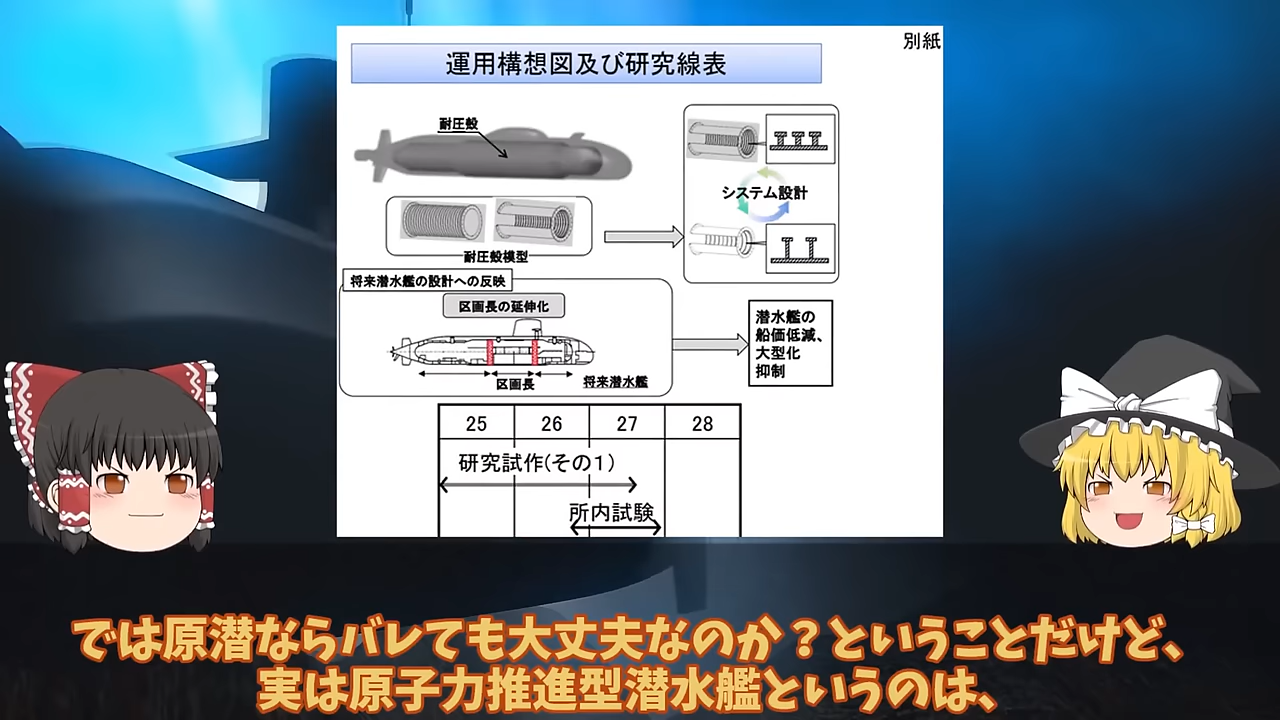 別紙
運用構想図及び研究線表
耐圧殻
システム設計
耐圧殻模型
将来潜水艦の設計への反映
区画長の延伸化
区画長
将来潜水艦
潜水艦の
船価低減、
大型化
抑制
25 26 27 28
研究試作(その1)
所内試験
では原潜ならバレても大丈夫なのか？ということだけど、
実は原子力推進型潜水艦というのは、